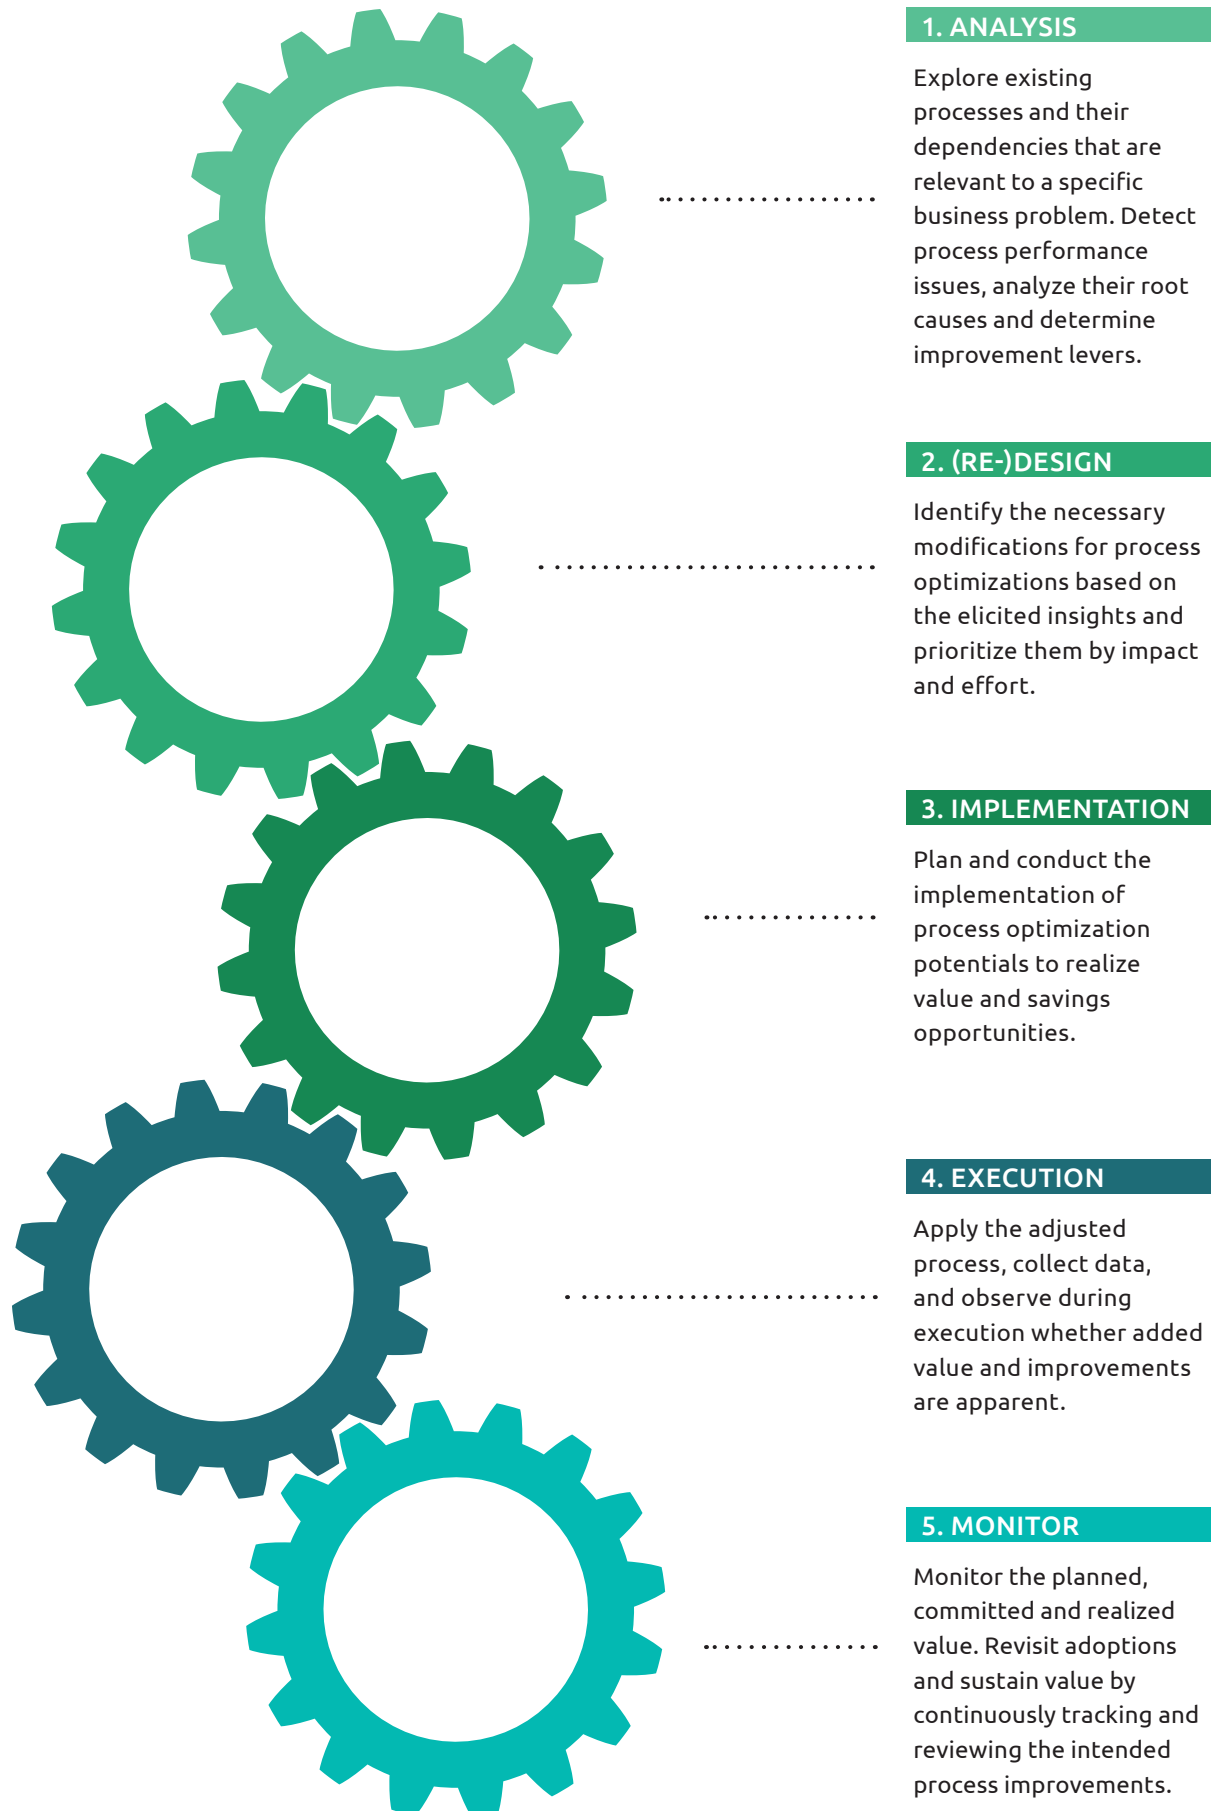 1. ANALYSIS
Explore existing
processes and their
dependencies that are
relevant to a specific
business problem. Detect
process performance
issues, analyze their root
causes and determine
improvement levers.
2. (RE-)DESIGN
Identify the necessary
modifications for process
optimizations based on
the elicited insights and
prioritize them by impact
and effort.
3. IMPLEMENTATION
Plan and conduct the
implementation of
process optimization
potentials to realize
value and savings
opportunities.
4. EXECUTION
Apply the adjusted
process, collect data,
and observe during
execution whether added
value and improvements
are apparent.
5. MONITOR
Monitor the planned,
committed and realized
value. Revisit adoptions
and sustain value by
continuously tracking and
reviewing the intended
process improvements.